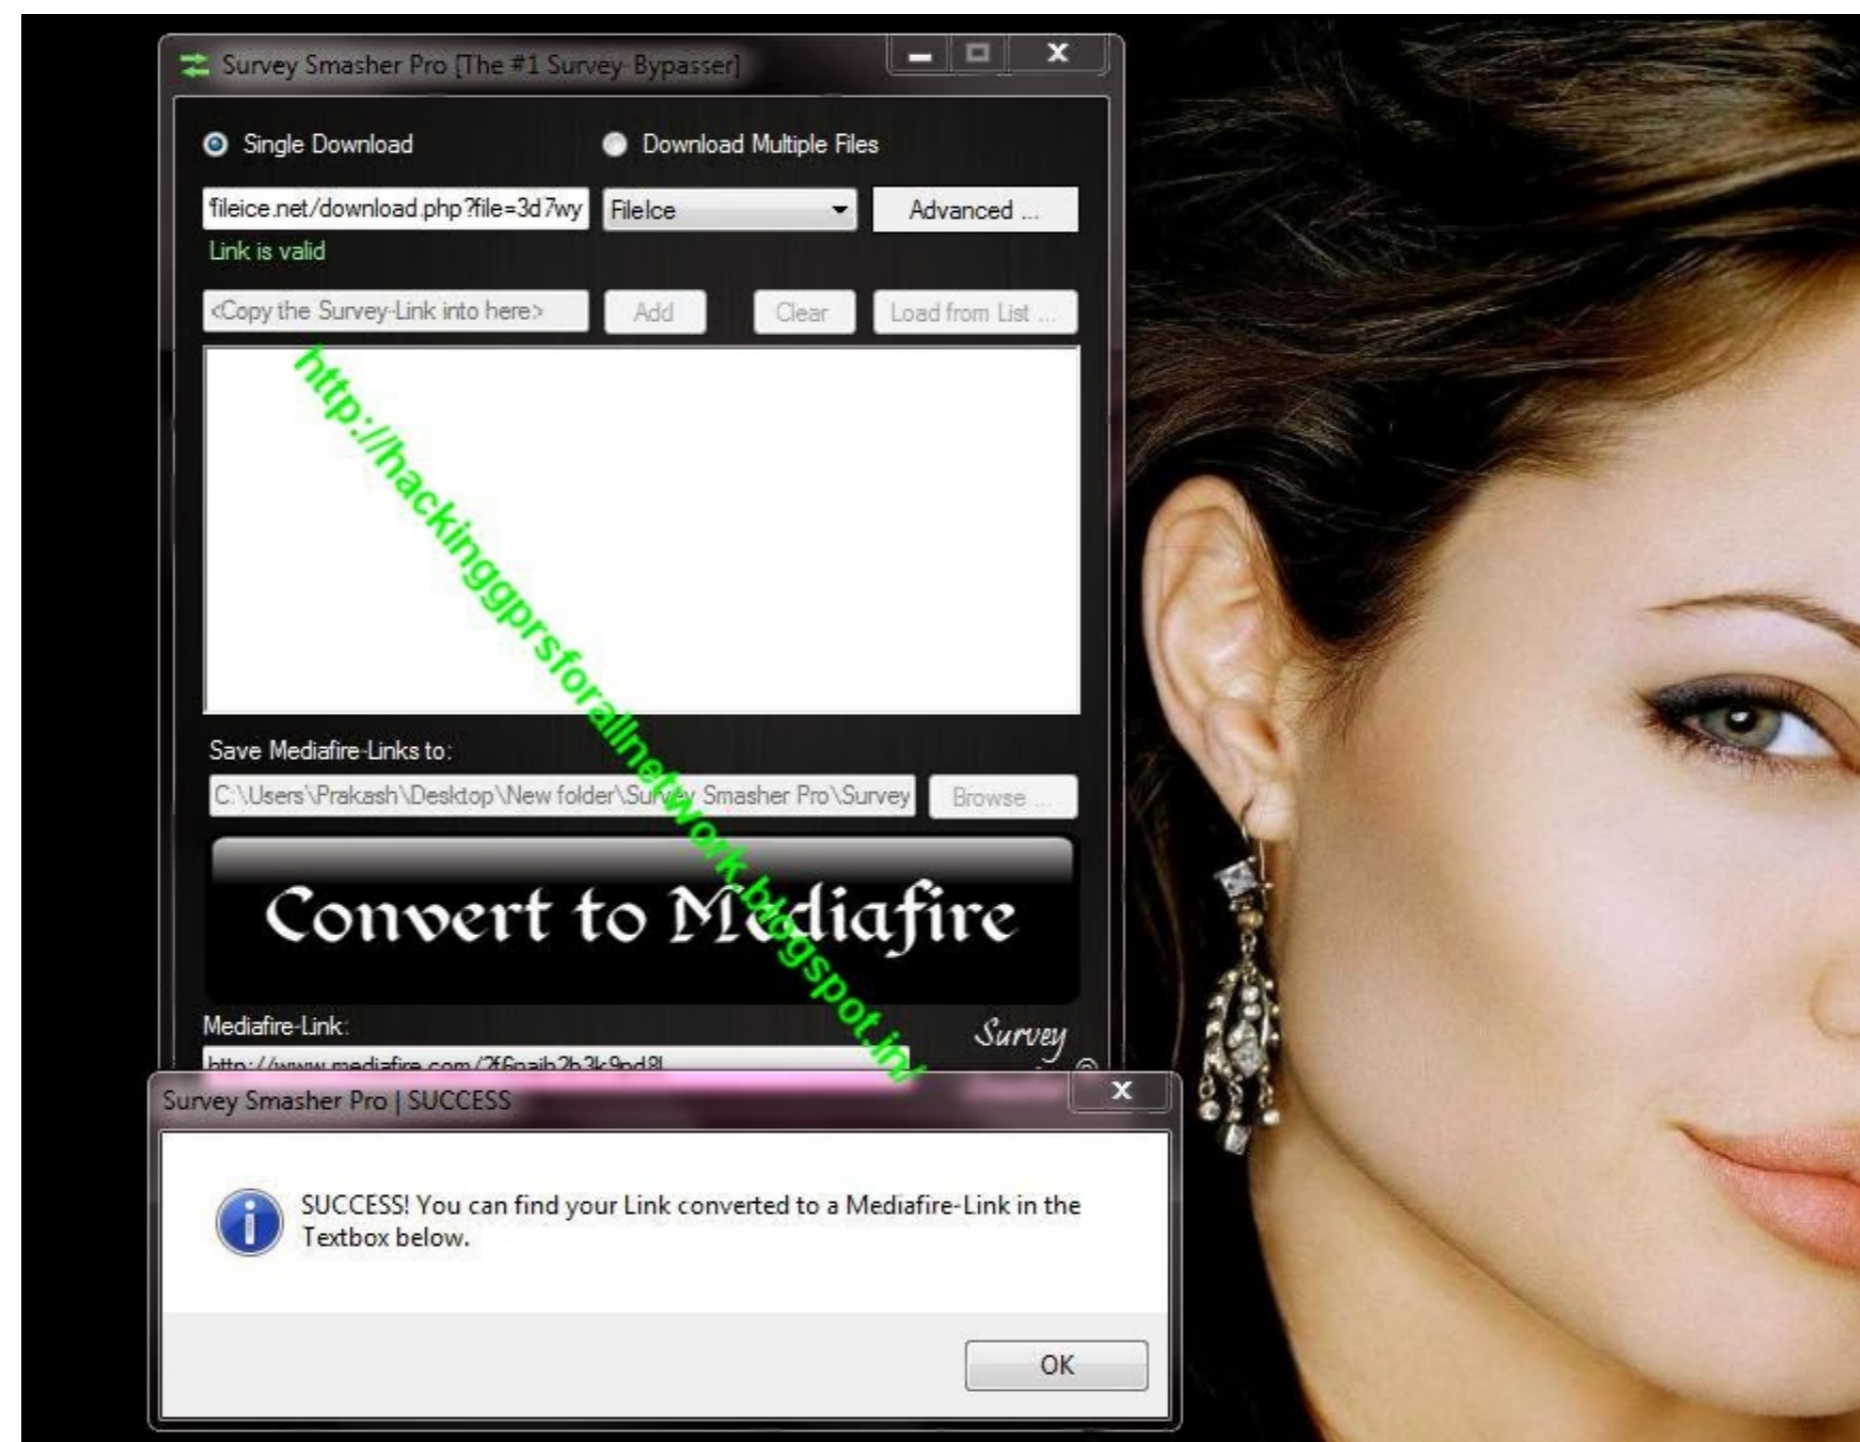 Survey Smasher Pro [The #1 Survey-Bypasser]
Single Download
Download Multiple Files
fileice.net/download.php?file=3d7wy
FileIce
Advanced ...
Link is valid
<Copy the Survey-Link into here>
Add
Clear
Load from List ...
http://hackinggprsforallnetwork.blogspot.in/
Save Mediafire-Links to:
C:\Users\Prakash\Desktop\New folder\Survey Smasher Pro\Survey
Browse ...
Convert to Mediafire
Mediafire-Link:
Survey
Survey Smasher Pro | SUCCESS
SUCCESS! You can find your Link converted to a Mediafire-Link in the
Textbox below.
OK